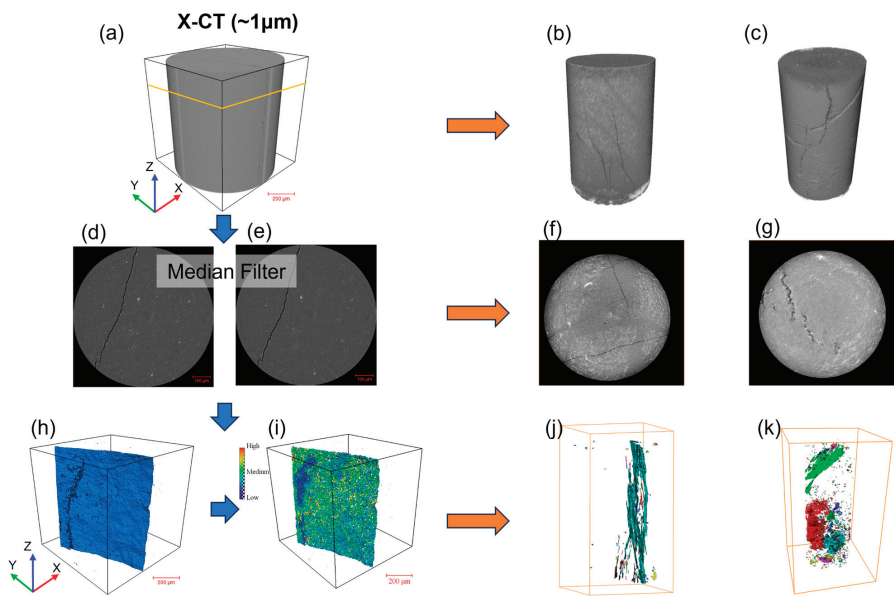 X-CT (~1μm)
(a)
(b)
(c)
Z
Y
X
200 μm
(d)
(e)
(f)
(g)
Median Filter
100 μm
100 μm
(h)
(i)
(j)
(k)
High
Medium
Low
Z
Y
X
200 μm
200 μm